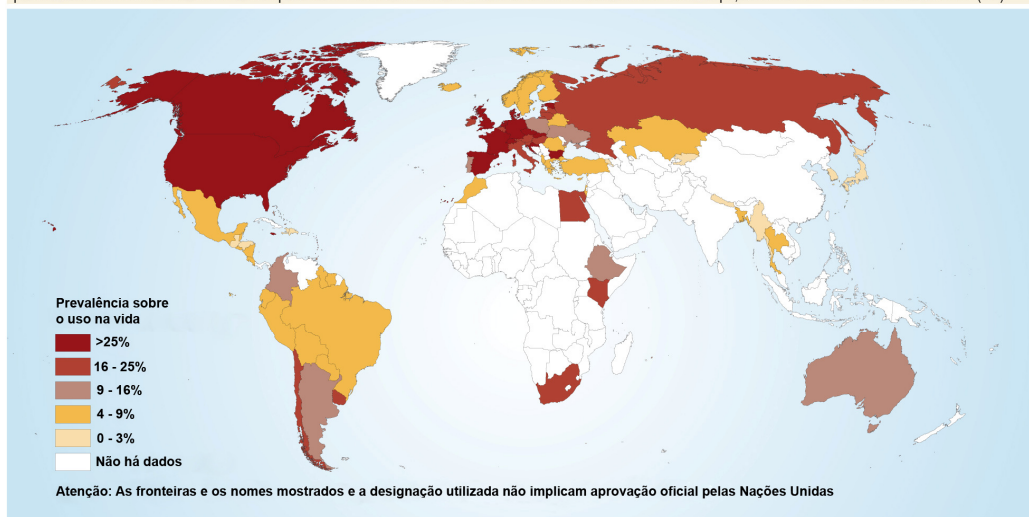 Prevalência sobre
o uso na vida
>25%
16 - 25%
9 - 16%
4 - 9%
0 - 3%
Não há dados
Atenção: As fronteiras e os nomes mostrados e a designação utilizada não implicam aprovação oficial pelas Nações Unidas